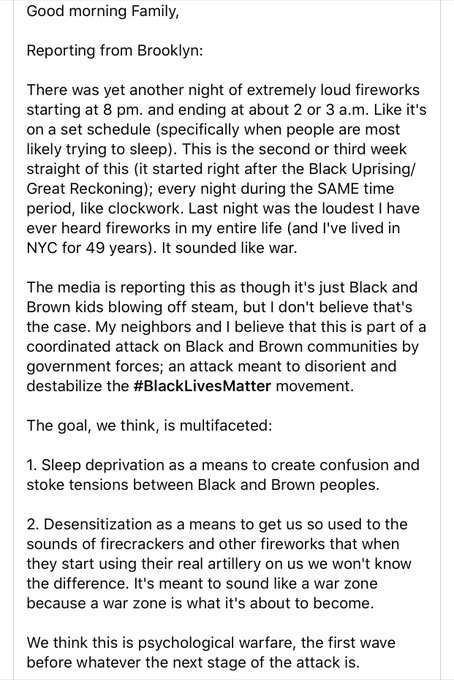 Good morning Family,
Reporting from Brooklyn:
There was yet another night of extremely loud fireworks
starting at 8 pm. and ending at about 2 or 3 a.m. Like it's
on a set schedule (specifically when people are most
likely trying to sleep). This is the second or third week
straight of this (it started right after the Black Uprising/
Great Reckoning); every night during the SAME time
period, like clockwork. Last night was the loudest I have
ever heard fireworks in my entire life (and I've lived in
NYC for 49 years). It sounded like war.
The media is reporting this as though it's just Black and
Brown kids blowing off steam, but I don't believe that's
the case. My neighbors and I believe that this is part of a
coordinated attack on Black and Brown communities by
government forces; an attack meant to disorient and
destabilize the #BlackLivesMatter movement.
The goal, we think, is multifaceted:
1. Sleep deprivation as a means to create confusion and
stoke tensions between Black and Brown peoples.
2. Desensitization as a means to get us so used to the
sounds of firecrackers and other fireworks that when
they start using their real artillery on us we won't know
the difference. It's meant to sound like a war zone
because a war zone is what it's about to become.
We think this is psychological warfare, the first wave
before whatever the next stage of the attack is.